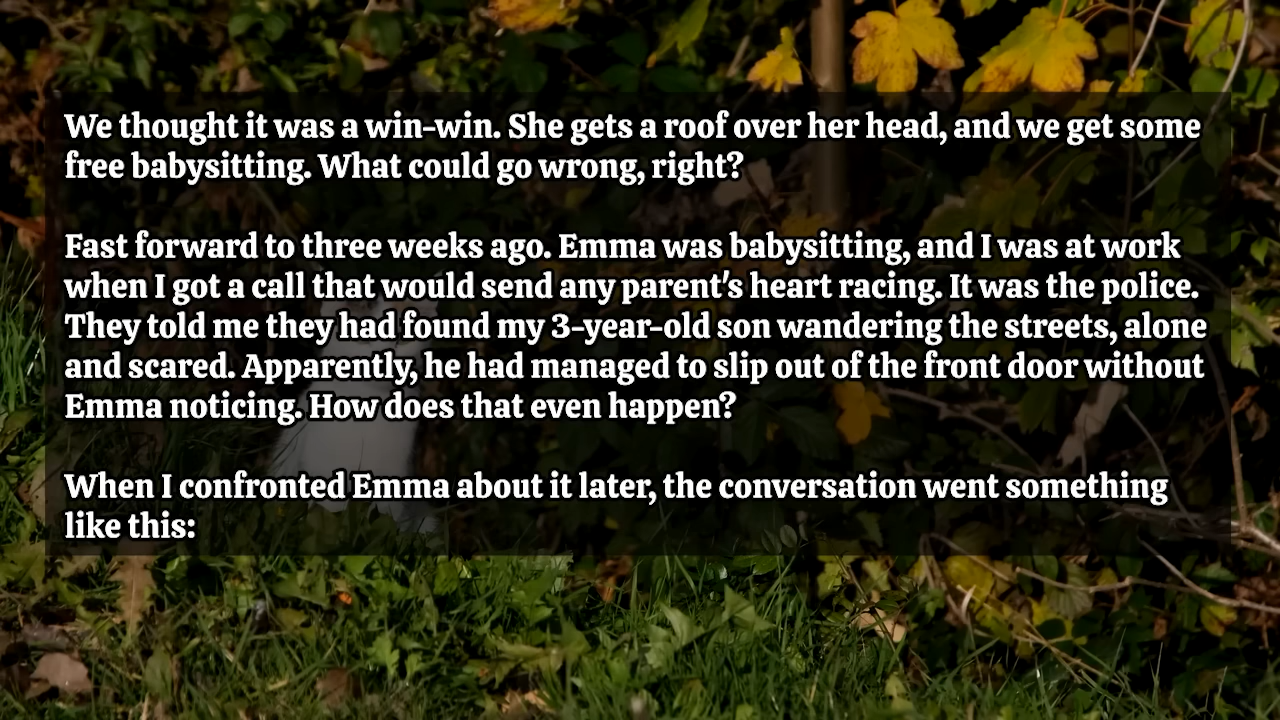 We thought it was a win-win. She gets a roof over her head, and we get some
free babysitting. What could go wrong, right?
Fast forward to three weeks ago. Emma was babysitting, and I was at work
when I got a call that would send any parent's heart racing. It was the police.
They told me they had found my 3-year-old son wandering the streets, alone
and scared. Apparently, he had managed to slip out of the front door without
Emma noticing. How does that even happen?
When I confronted Emma about it later, the conversation went something
like this: